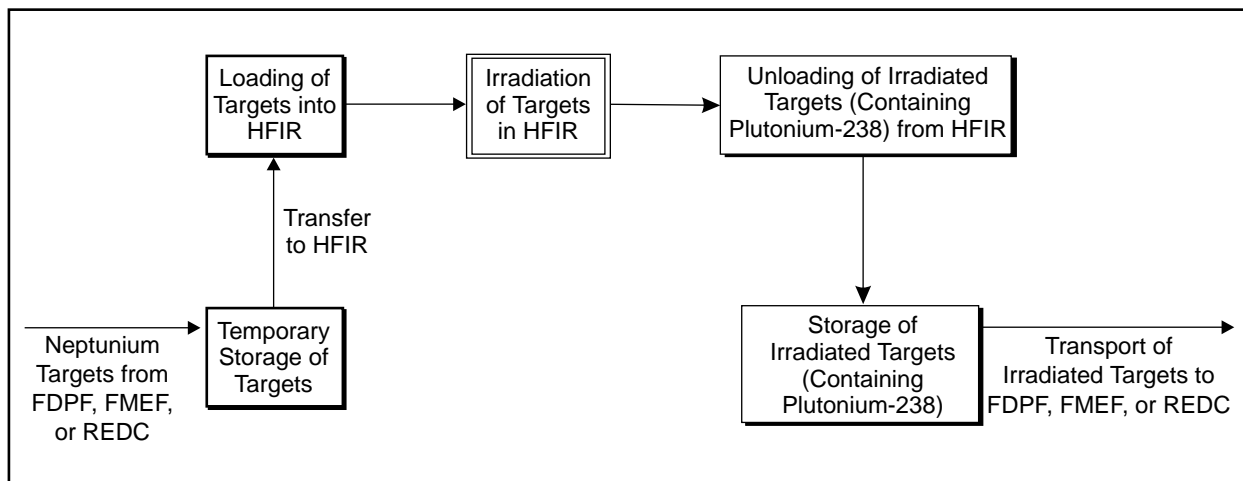 Neptunium
Targets from
FDPF, FMEF,
or REDC
Temporary
Storage of
Targets
Transfer
to HFIR
Loading of
Targets into
HFIR
Irradiation
of Targets
in HFIR
Unloading of Irradiated
Targets (Containing
Plutonium-238) from HFIR
Storage of
Irradiated Targets
(Containing
Plutonium-238)
Transport of
Irradiated Targets to
FDPF, FMEF, or REDC